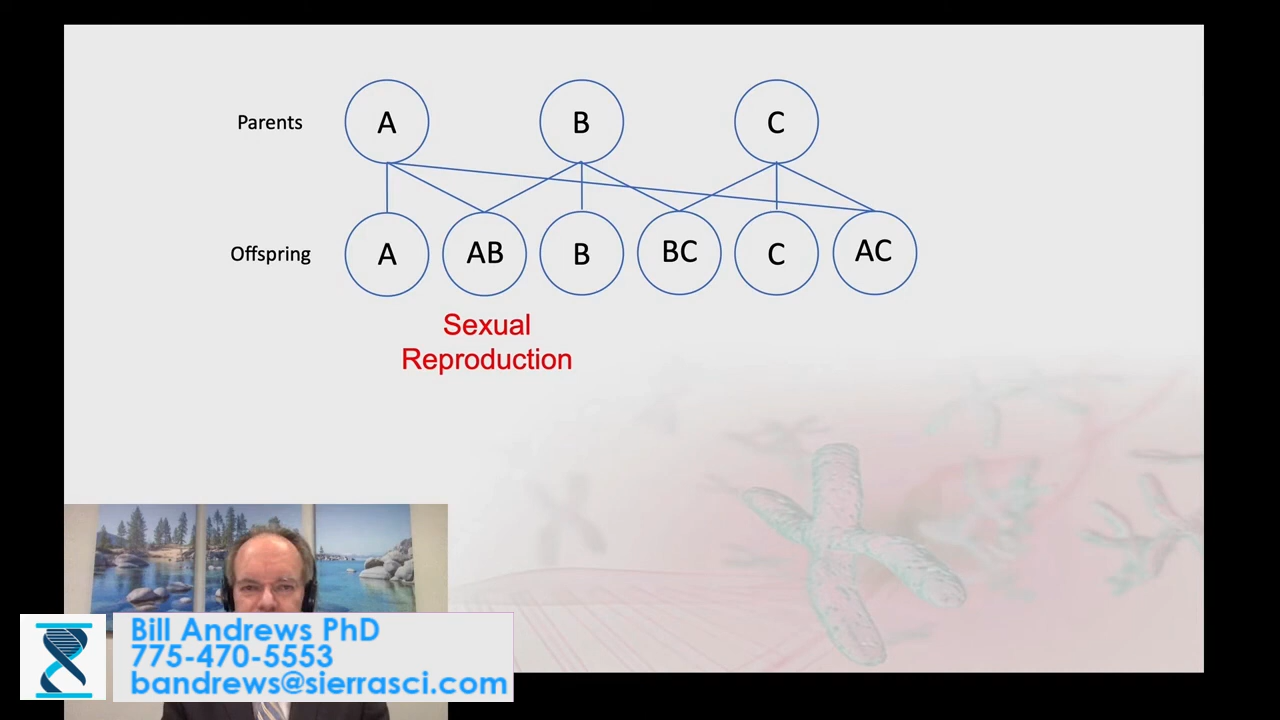 Parents A B C
Offspring A AB B BC C AC
Sexual
Reproduction
Bill Andrews PhD
775-470-5553
bandrews@sierrasci.com